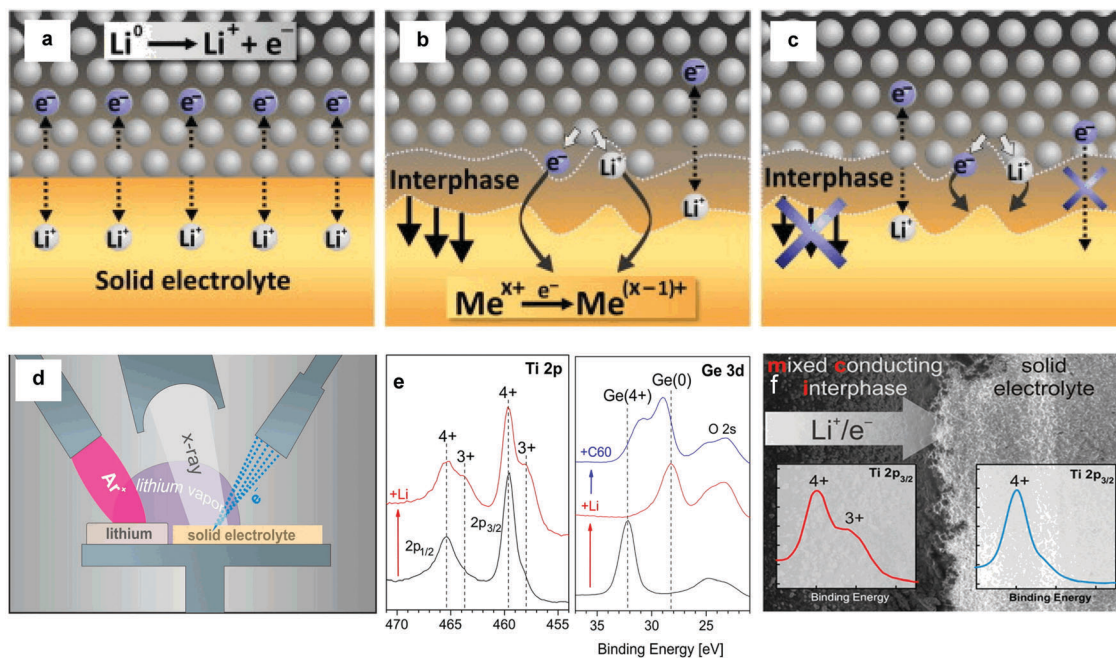 a
Li⁰ → Li⁺ + e⁻
e⁻ e⁻ e⁻ e⁻ e⁻
Li⁺ Li⁺ Li⁺ Li⁺ Li⁺
Solid electrolyte
b
e⁻
e⁻ Li⁺
Interphase
Li⁺
Meˣ⁺ e⁻ → Me⁽ˣ⁻¹⁾⁺
c
e⁻
e⁻
e⁻ Li⁺
Interphase
Li⁺
d
x-ray
Ar⁺
lithium vapor
e⁻
lithium
solid electrolyte
e
Ti 2p
4+
4+
3+
3+
+Li
2p3/2
2p1/2
470 465 460 455
Ge 3d
Ge(0)
Ge(4+)
O 2s
+C60
+Li
35 31 27 23
Binding Energy [eV]
f
mixed conducting
interphase
solid
electrolyte
Li⁺/e⁻
Ti 2p3/2
4+
3+
Binding Energy
Ti 2p3/2
4+
Binding Energy